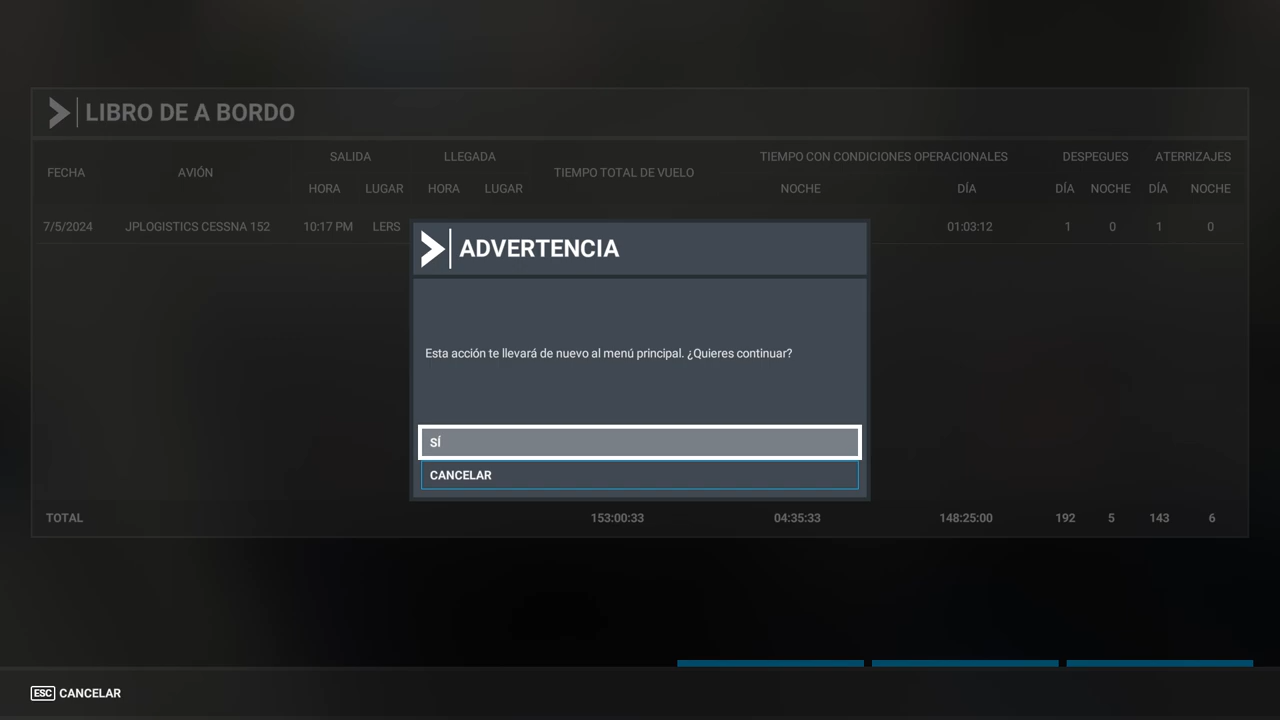 LIBRO DE A BORDO
FECHA AVIÓN SALIDA LLEGADA TIEMPO TOTAL DE VUELO TIEMPO CON CONDICIONES OPERACIONALES DESPEGUES ATERRIZAJES
HORA LUGAR HORA LUGAR NOCHE DÍA DÍA NOCHE DÍA NOCHE
7/5/2024 JPLOGISTICS CESSNA 152 10:17 PM LERS 01:03:12 1 0 1 0
ADVERTENCIA
Esta acción te llevará de nuevo al menú principal. ¿Quieres continuar?
SÍ
CANCELAR
TOTAL 153:00:33 04:35:33 148:25:00 192 5 143 6
ESC CANCELAR